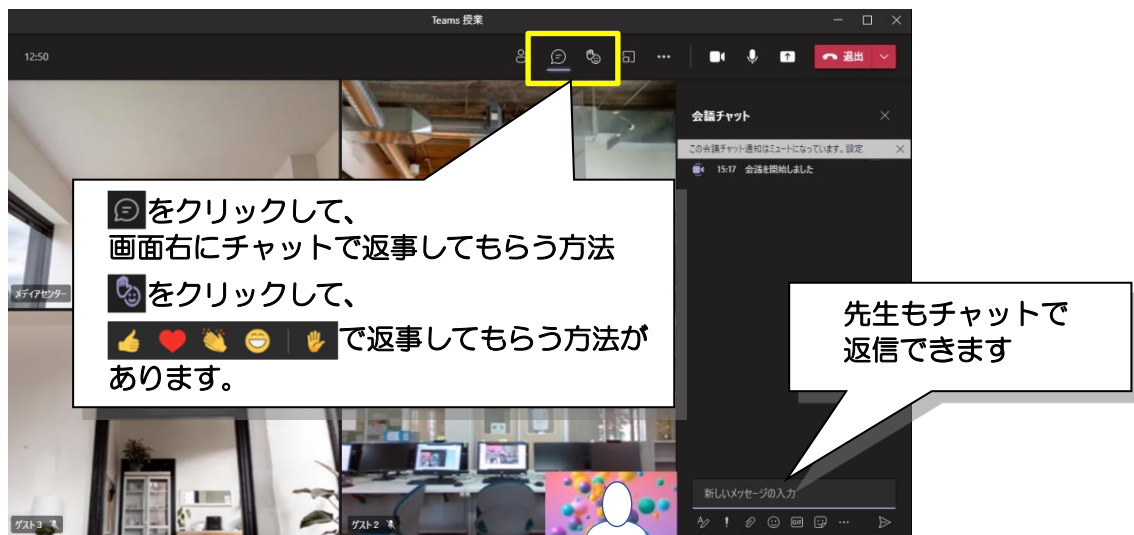 Teams 授業
12:50
退出
会議チャット
この会議チャット通知はミュートになっています。設定
15:17 会議を開始しました
をクリックして、
画面右にチャットで返事してもらう方法
をクリックして、
で返事してもらう方法が
あります。
メディアセンター
先生もチャットで
返信できます
新しいメッセージの入力
GIF
ゲスト 3
ゲスト 2